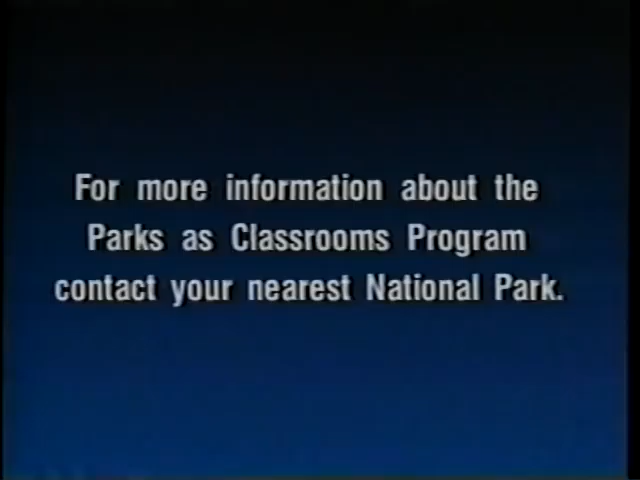 For more information about the
Parks as Classrooms Program
contact your nearest National Park.